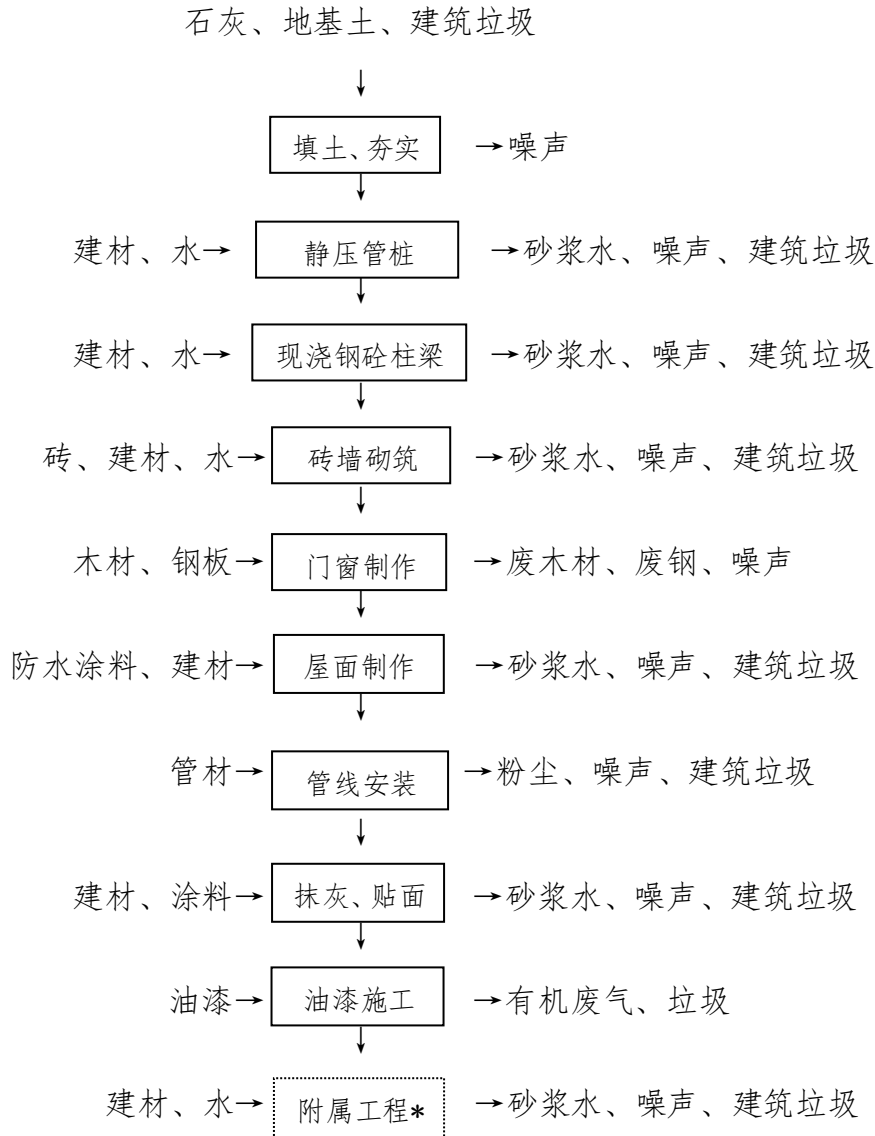 石灰、地基土、建筑垃圾
填土、夯实 →噪声
建材、水→ 静压管桩 →砂浆水、噪声、建筑垃圾
建材、水→ 现浇钢砼柱梁 →砂浆水、噪声、建筑垃圾
砖、建材、水→ 砖墙砌筑 →砂浆水、噪声、建筑垃圾
木材、钢板→ 门窗制作 →废木材、废钢、噪声
防水涂料、建材→ 屋面制作 →砂浆水、噪声、建筑垃圾
管材→ 管线安装 →粉尘、噪声、建筑垃圾
建材、涂料→ 抹灰、贴面 →砂浆水、噪声、建筑垃圾
油漆→ 油漆施工 →有机废气、垃圾
建材、水→ 附属工程* →砂浆水、噪声、建筑垃圾